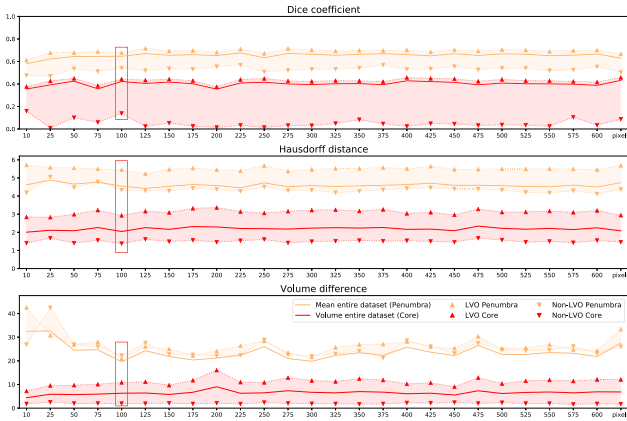 Dice coefficient
1.0
0.8
0.6
0.4
0.2
0.0
10 25 50 75 100 125 150 175 200 225 250 275 300 325 350 375 400 425 450 475 500 525 550 575 600 pixel
Hausdorff distance
6
5
4
3
2
1
0
10 25 50 75 100 125 150 175 200 225 250 275 300 325 350 375 400 425 450 475 500 525 550 575 600 pixel
Volume difference
Mean entire dataset (Penumbra) LVO Penumbra Non-LVO Penumbra
Volume entire dataset (Core) LVO Core Non-LVO Core
40
30
20
10
0
10 25 50 75 100 125 150 175 200 225 250 275 300 325 350 375 400 425 450 475 500 525 550 575 600 pixel